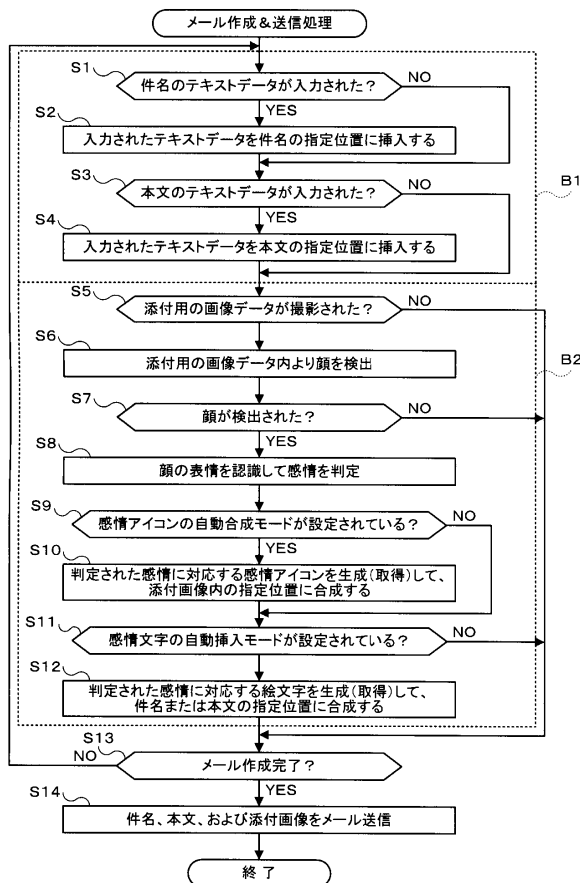 メール作成&送信処理
S1
件名のテキストデータが入力された?
NO
YES
S2
入力されたテキストデータを件名の指定位置に挿入する
S3
本文のテキストデータが入力された?
NO
B1
YES
S4
入力されたテキストデータを本文の指定位置に挿入する
S5
添付用の画像データが撮影された?
NO
YES
S6
添付用の画像データ内より顔を検出
B2
S7
顔が検出された?
NO
YES
S8
顔の表情を認識して感情を判定
S9
感情アイコンの自動合成モードが設定されている?
NO
YES
S10
判定された感情に対応する感情アイコンを生成(取得)して、
添付画像内の指定位置に合成する
S11
感情文字の自動挿入モードが設定されている?
NO
S12
判定された感情に対応する絵文字を生成(取得)して、
件名または本文の指定位置に合成する
S13
NO
メール作成完了?
YES
S14
件名、本文、および添付画像をメール送信
終了